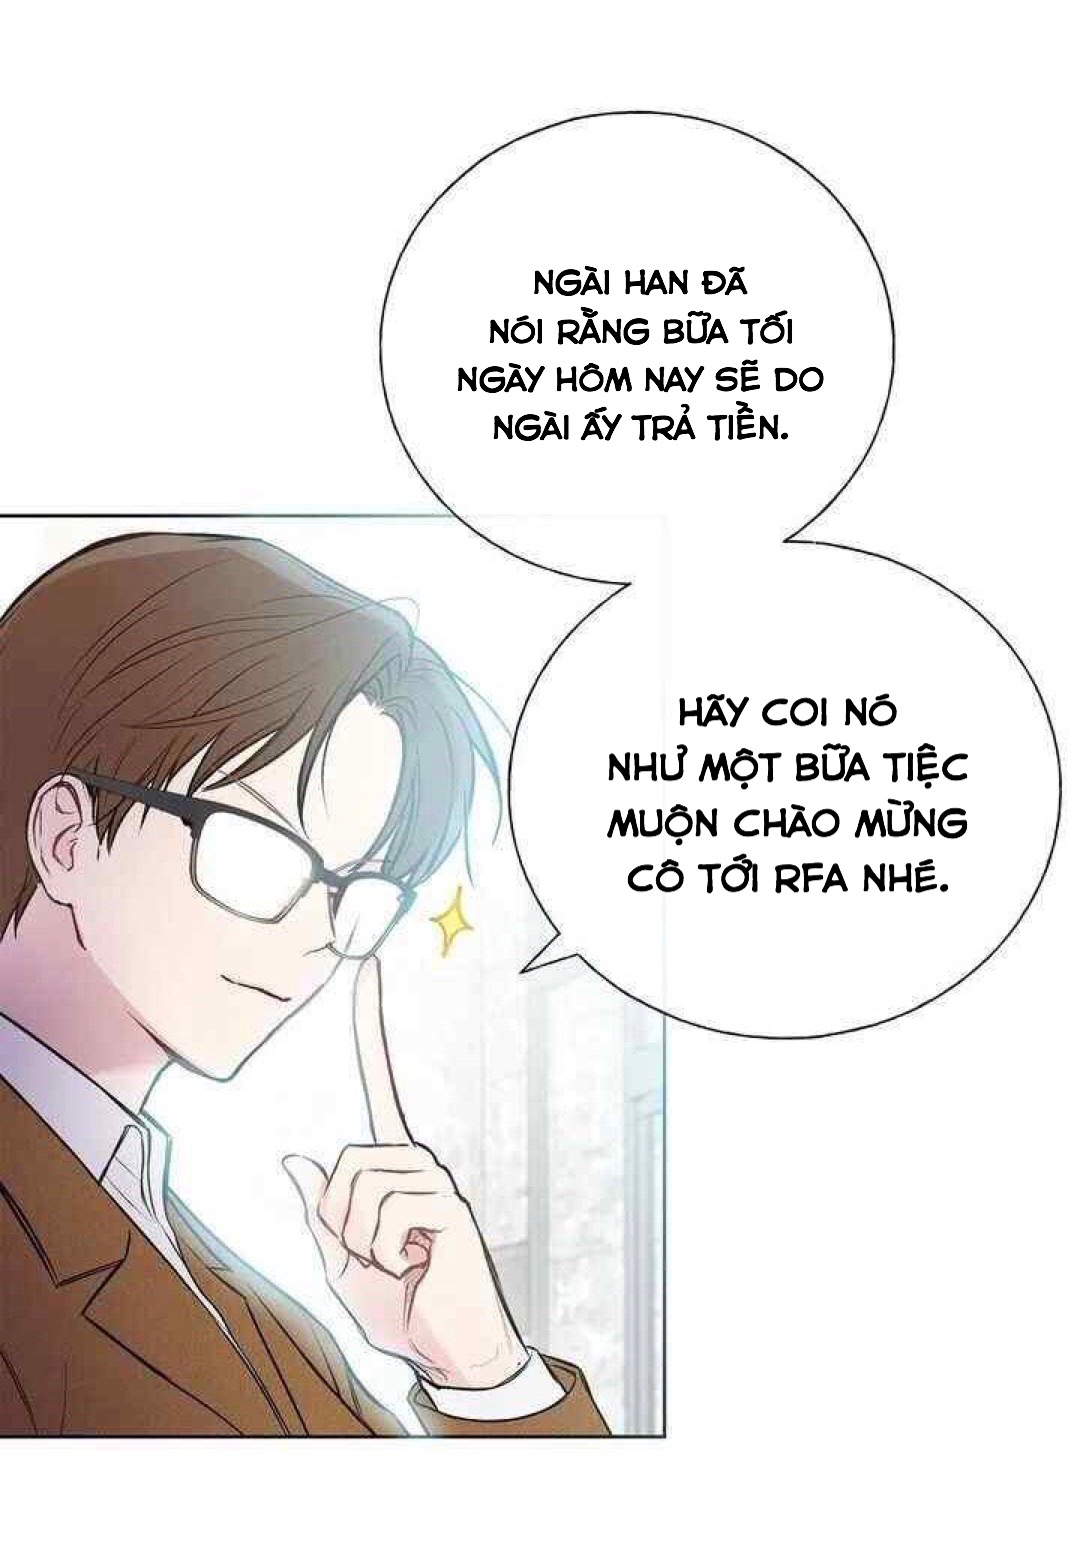 NGÀI HAN ĐÃ
NÓI RẰNG BỮA TỐI
NGÀY HÔM NAY SẼ DO
NGÀI ẤY TRẢ TIỀN.
HÃY COI NÓ
NHƯ MỘT BỮA TIỆC
MUỘN CHÀO MỪNG
CÔ TỚI RFA NHÉ.